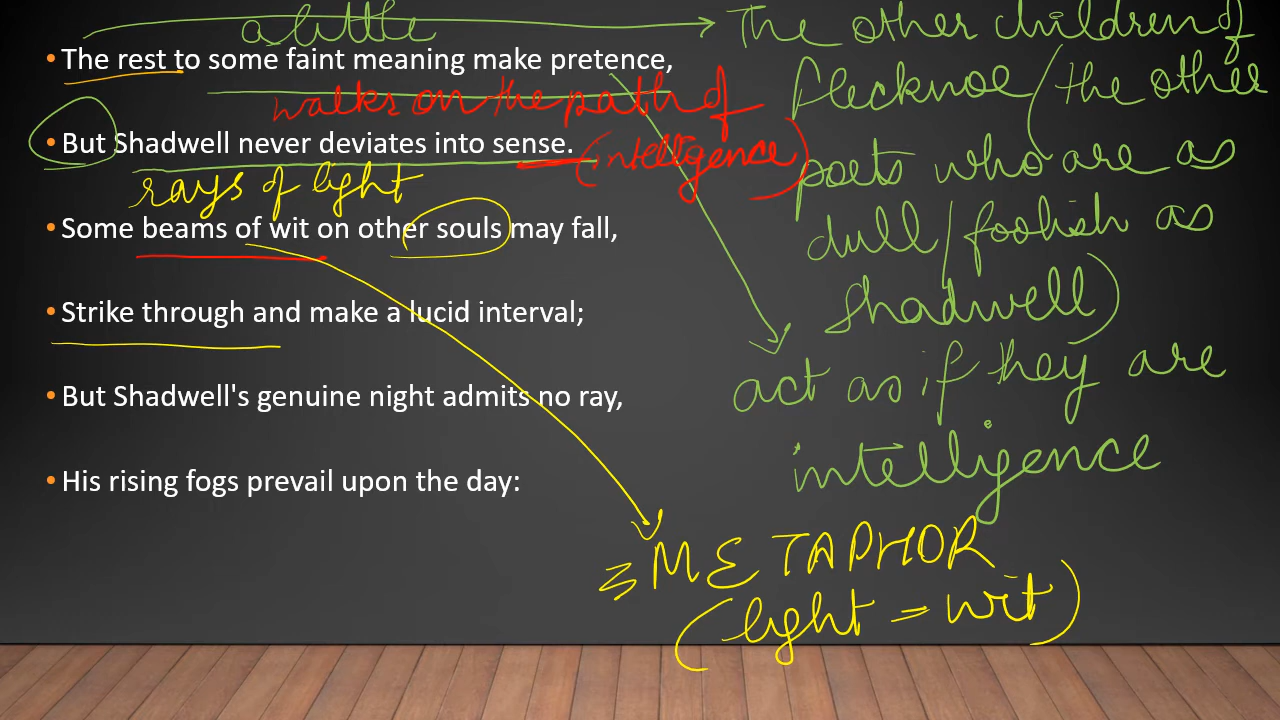 a little
The other children of
• The rest to some faint meaning make pretence,
flecknoe / the other
walks on the path of
• But Shadwell never deviates into sense.
(intelligence)
poets who are as
rays of light
• Some beams of wit on other souls may fall,
dull / foolish as
• Strike through and make a lucid interval;
Shadwell)
act as if they are
• But Shadwell's genuine night admits no ray,
intelligence
• His rising fogs prevail upon the day:
METAPHOR
(light = wit)